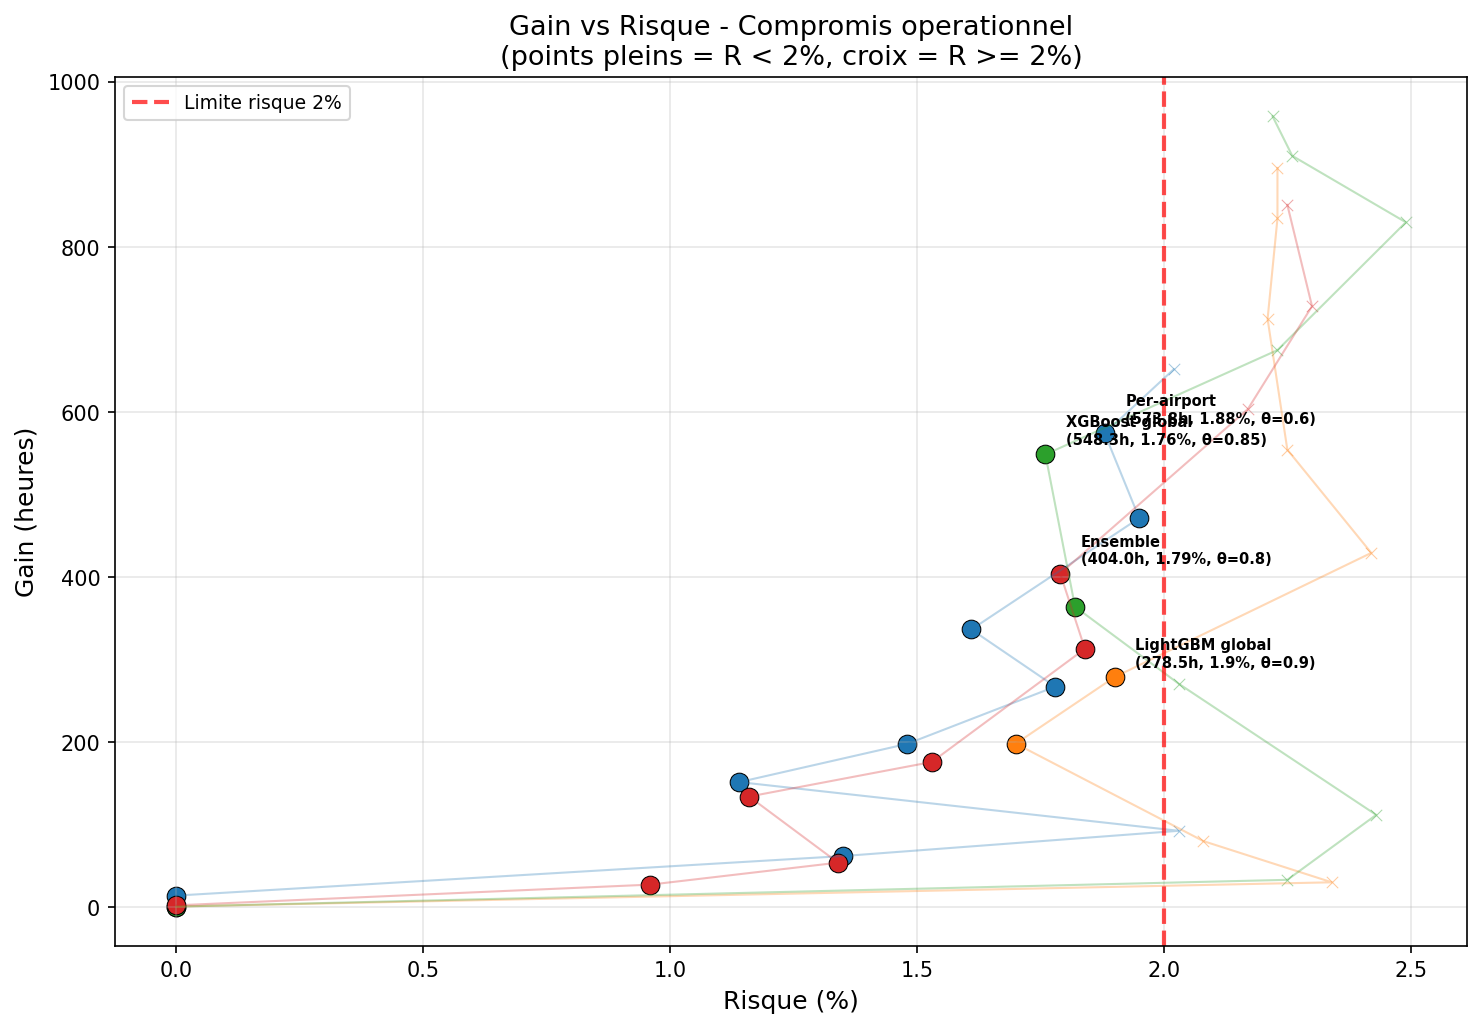 Gain vs Risque - Compromis operationnel
(points pleins = R < 2%, croix = R >= 2%)
Limite risque 2%
Gain (heures)
1000
800
600
400
200
0
Per-airport
(573.8h, 1.88%, θ=0.6)
XGBoost global
(548.3h, 1.76%, θ=0.85)
Ensemble
(404.0h, 1.79%, θ=0.8)
LightGBM global
(278.5h, 1.9%, θ=0.9)
0.0
0.5
1.0
1.5
2.0
2.5
Risque (%)